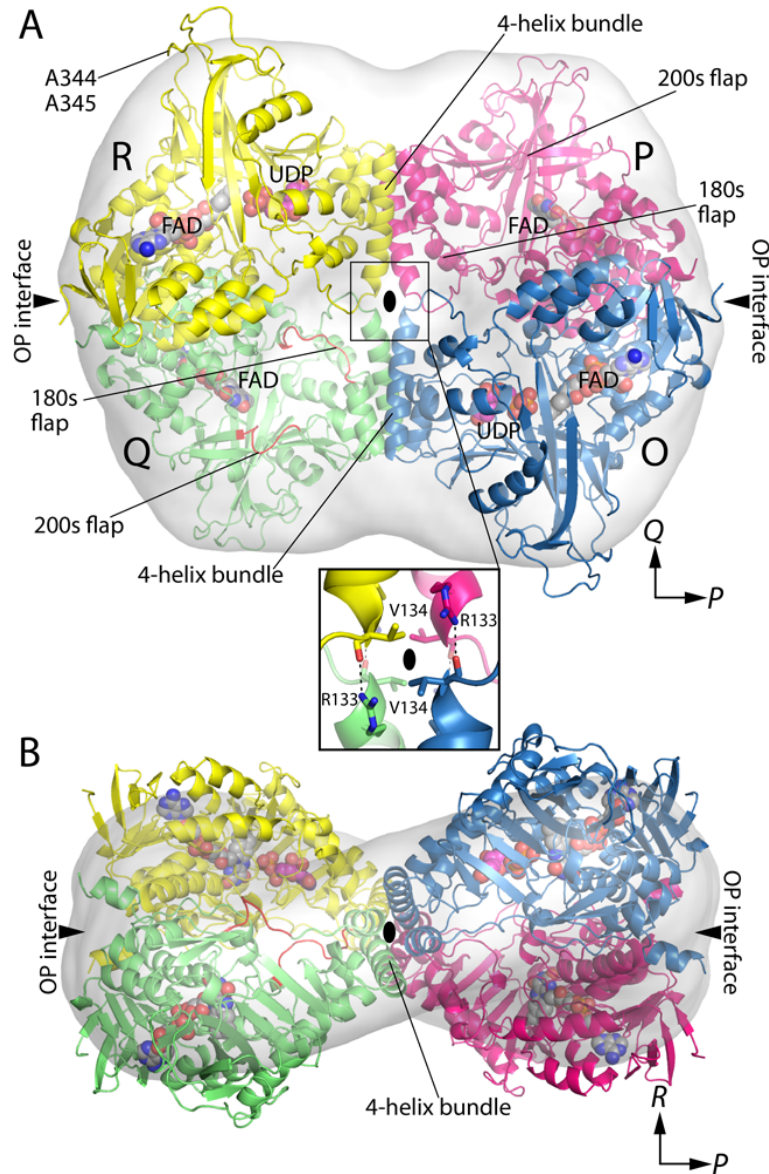 A
4-helix bundle
A344
A345
200s flap
R
P
UDP
180s
flap
FAD
FAD
OP interface
OP interface
FAD
FAD
180s
flap
UDP
Q
O
200s flap
4-helix bundle
Q
P
V134
R133
R133
V134
B
OP interface
OP interface
4-helix bundle
R
P